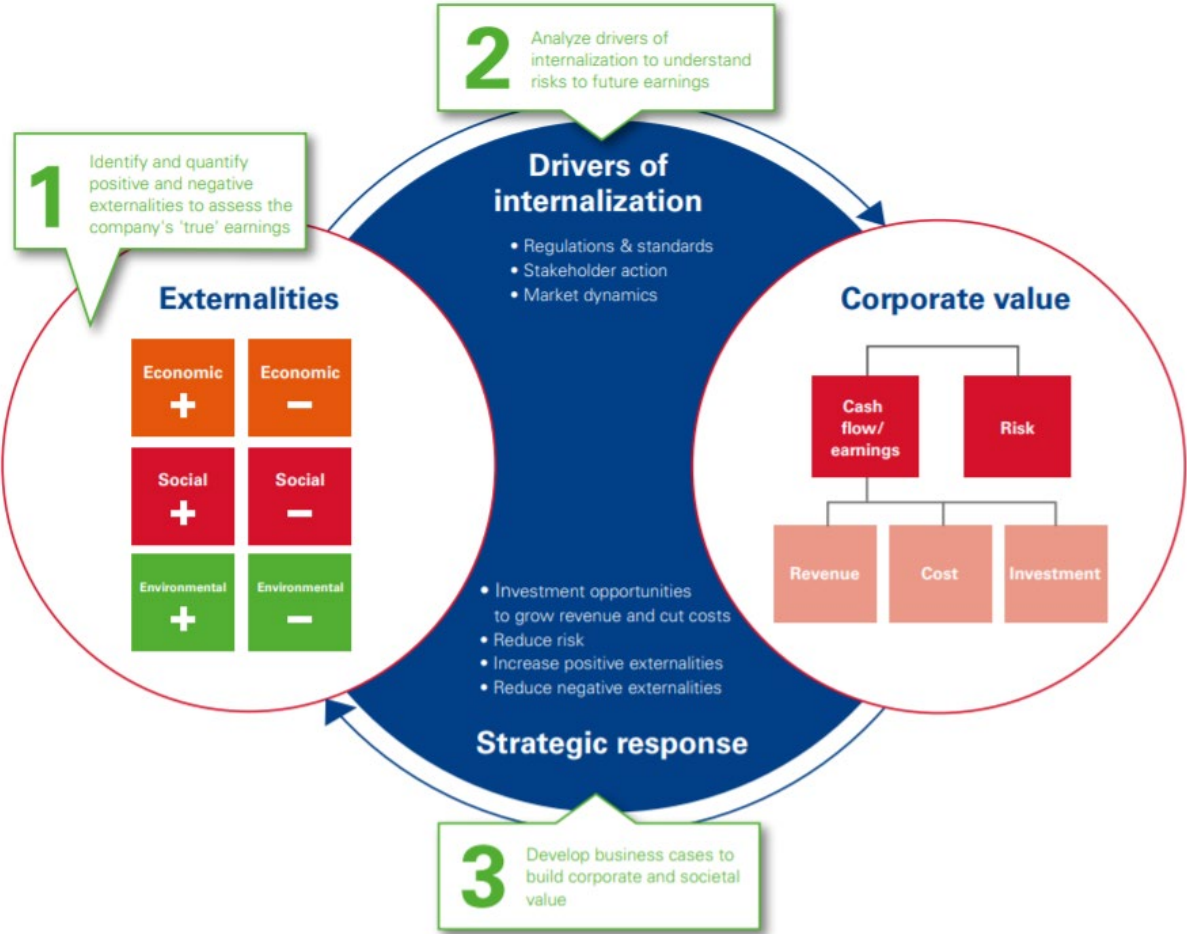 2
Analyze drivers of
internalization to understand
risks to future earnings
1
Identify and quantify
positive and negative
externalities to assess the
company's 'true' earnings
Drivers of
internalization
• Regulations & standards
• Stakeholder action
• Market dynamics
Externalities
Economic
+
Economic
–
Social
+
Social
–
Environmental
+
Environmental
–
Corporate value
Cash
flow/
earnings
Risk
Revenue
Cost
Investment
• Investment opportunities
to grow revenue and cut costs
• Reduce risk
• Increase positive externalities
• Reduce negative externalities
Strategic response
3
Develop business cases to
build corporate and societal
value